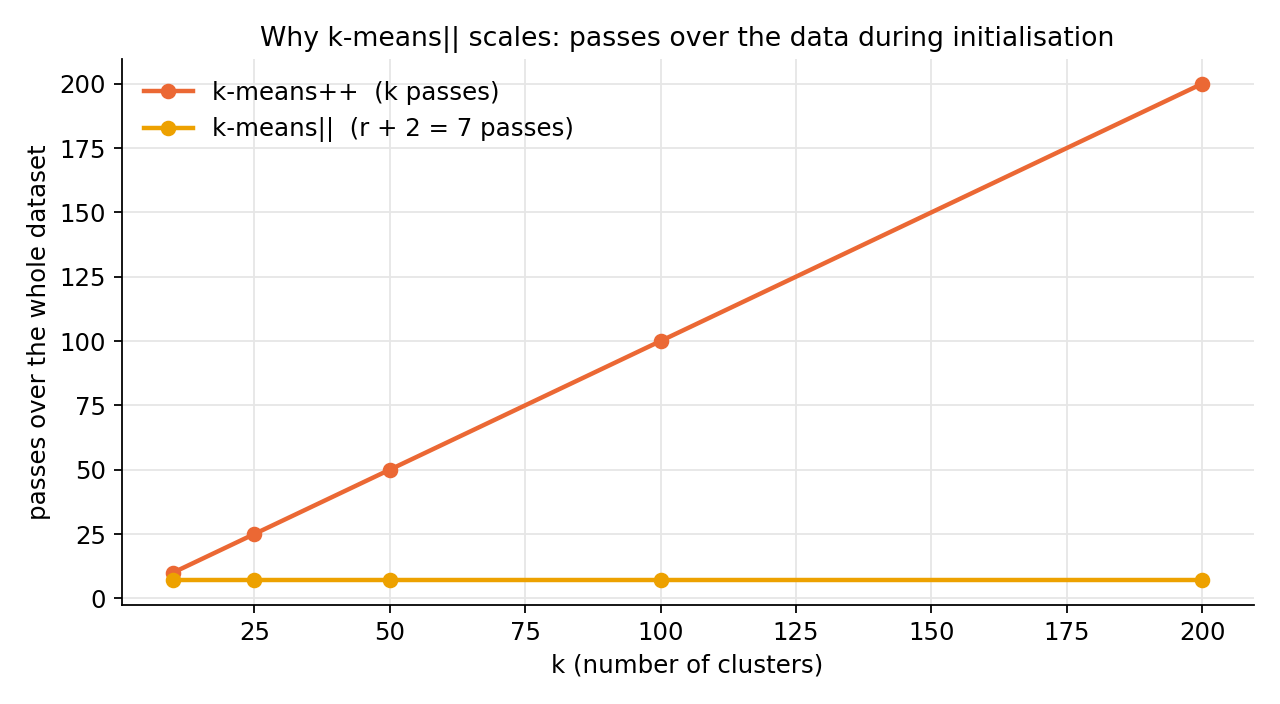 Why k-means|| scales: passes over the data during initialisation
k-means++  (k passes)
k-means||  (r + 2 = 7 passes)
passes over the whole dataset
200
175
150
125
100
75
50
25
0
25 50 75 100 125 150 175 200
k (number of clusters)